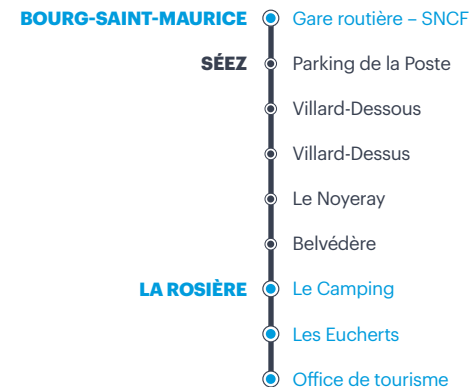 BOURG-SAINT-MAURICE Gare routière – SNCF
SÉEZ Parking de la Poste
Villard-Dessous
Villard-Dessus
Le Noyeray
Belvédère
LA ROSIÈRE Le Camping
Les Eucherts
Office de tourisme